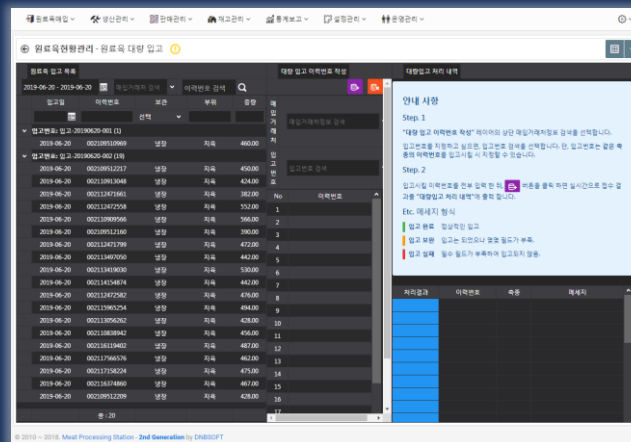 원료육매입 생산관리 판매관리 재고관리 통계보고 설정관리 운영관리
원료육현황관리 - 원료육 대량 입고
원료육 입고 목록
2019-06-20 - 2019-06-20 매입거래처 검색 이력번호 검색
입고일 이력번호 보관 부위 중량
선택
입고번호: 입고-20190620-001 (1)
2019-06-20 002109510969 냉장 지육 460.00
입고번호: 입고-20190620-002 (19)
2019-06-20 002109512217 냉장 지육 450.00
2019-06-20 002110913048 냉장 지육 424.00
2019-06-20 002112471661 냉장 지육 382.00
2019-06-20 002112472558 냉장 지육 552.00
2019-06-20 002110909566 냉장 지육 566.00
2019-06-20 002109512160 냉장 지육 390.00
2019-06-20 002112471799 냉장 지육 472.00
2019-06-20 002113497050 냉장 지육 442.00
2019-06-20 002113419030 냉장 지육 530.00
2019-06-20 002114154874 냉장 지육 442.00
2019-06-20 002112472582 냉장 지육 476.00
2019-06-20 002115965254 냉장 지육 494.00
2019-06-20 002113056262 냉장 지육 428.00
2019-06-20 002110838942 냉장 지육 456.00
2019-06-20 002116119402 냉장 지육 487.00
2019-06-20 002117566576 냉장 지육 462.00
2019-06-20 002117158224 냉장 지육 475.00
2019-06-20 002116374860 냉장 지육 467.00
2019-06-20 002109512209 냉장 지육 428.00
총 : 20
대량 입고 이력번호 작성
매입거래처 매입거래처정보 검색
입고번호 입고번호 검색
No 이력번호
1
2
3
4
5
6
7
8
9
10
11
12
13
14
15
16
17
대량입고 처리 내역
안내 사항
Step. 1
"대량 입고 이력번호 작성" 레이어의 상단 매입거래처정보 검색을 선택합니다.
입고번호를 지정하고 싶으면, 입고번호 검색을 선택합니다. 단, 입고번호는 같은 축
종의 이력번호를 입고시킬 시 지정할 수 있습니다.
Step. 2
입고시킬 이력번호를 전부 입력 한 뒤, 버튼을 클릭 하면 실시간으로 접수 결
과를 "대량입고 처리 내역"에 출력 합니다.
Etc. 메세지 형식
입고 완료 정상적인 입고
입고 보완 입고는 되었으나 몇몇 필드가 부족.
입고 실패 필수 필드가 부족하여 입고되지 않음.
처리결과 이력번호 축종 메세지
© 2010 ~ 2018. Meat Processing Station - 2nd Generation by DNBSOFT